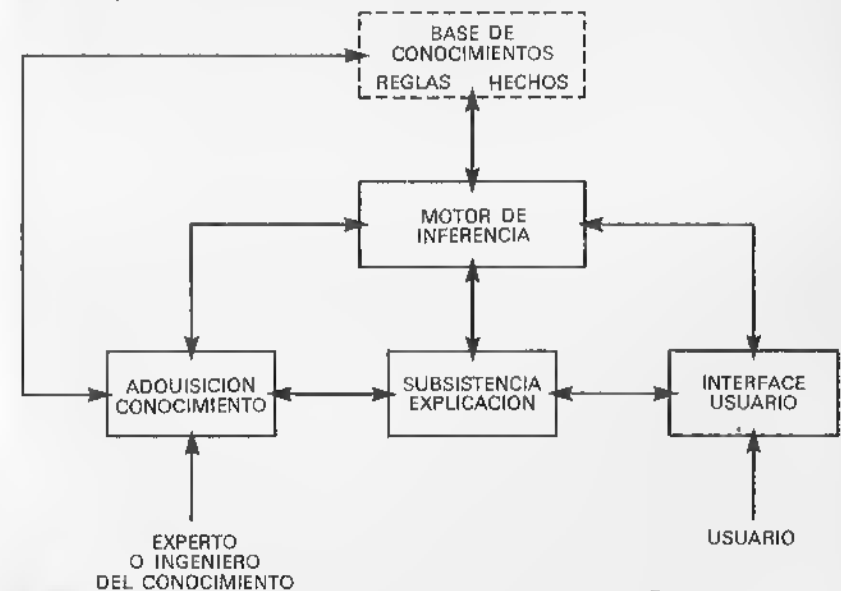 BASE DE
CONOCIMIENTOS
REGLAS HECHOS
MOTOR DE
INFERENCIA
ADQUISICION
CONOCIMIENTO
SUBSISTENCIA
EXPLICACION
INTERFACE
USUARIO
EXPERTO
O INGENIERO
DEL CONOCIMIENTO
USUARIO